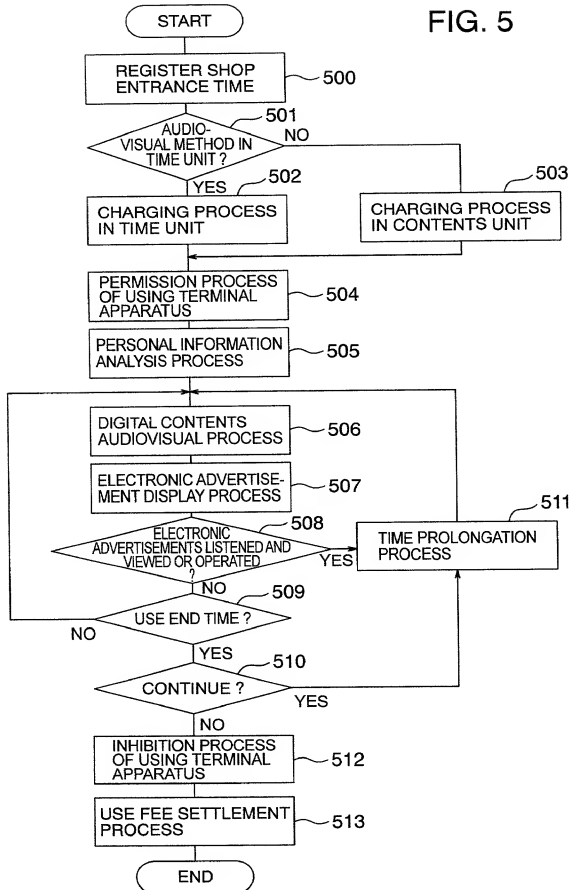 START
FIG. 5
REGISTER SHOP
ENTRANCE TIME
500
501
AUDIO-
VISUAL METHOD IN
TIME UNIT ?
NO
YES
502
503
CHARGING PROCESS
IN TIME UNIT
CHARGING PROCESS
IN CONTENTS UNIT
PERMISSION PROCESS
OF USING TERMINAL
APPARATUS
504
PERSONAL INFORMATION
ANALYSIS PROCESS
505
DIGITAL CONTENTS
AUDIOVISUAL PROCESS
506
ELECTRONIC ADVERTISE-
MENT DISPLAY PROCESS
507
508
ELECTRONIC
ADVERTISEMENTS LISTENED AND
VIEWED OR OPERATED
?
YES
NO
511
TIME PROLONGATION
PROCESS
509
USE END TIME ?
NO
YES
510
CONTINUE ?
YES
NO
INHIBITION PROCESS
OF USING TERMINAL
APPARATUS
512
USE FEE SETTLEMENT
PROCESS
513
END